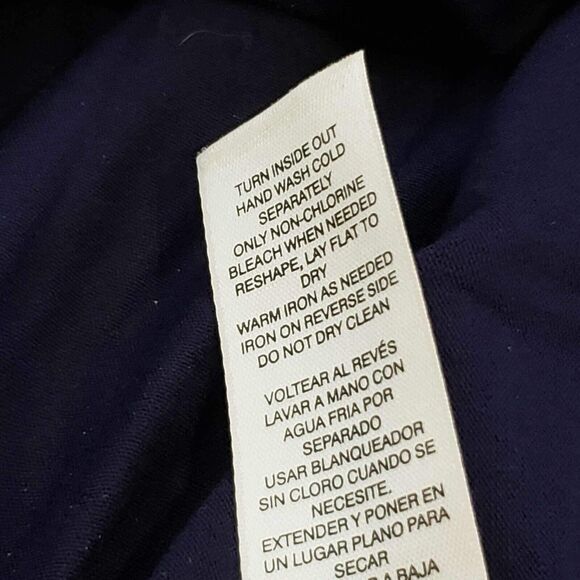 TURN INSIDE OUT
HAND WASH COLD
SEPARATELY
ONLY NON-CHLORINE
BLEACH WHEN NEEDED
RESHAPE, LAY FLAT TO
DRY
WARM IRON AS NEEDED
IRON ON REVERSE SIDE
DO NOT DRY CLEAN
VOLTEAR AL REVÉS
LAVAR A MANO CON
AGUA FRIA POR
SEPARADO
USAR BLANQUEADOR
SIN CLORO CUANDO SE
NECESITE.
EXTENDER Y PONER EN
UN LUGAR PLANO PARA
SECAR
A BAJA